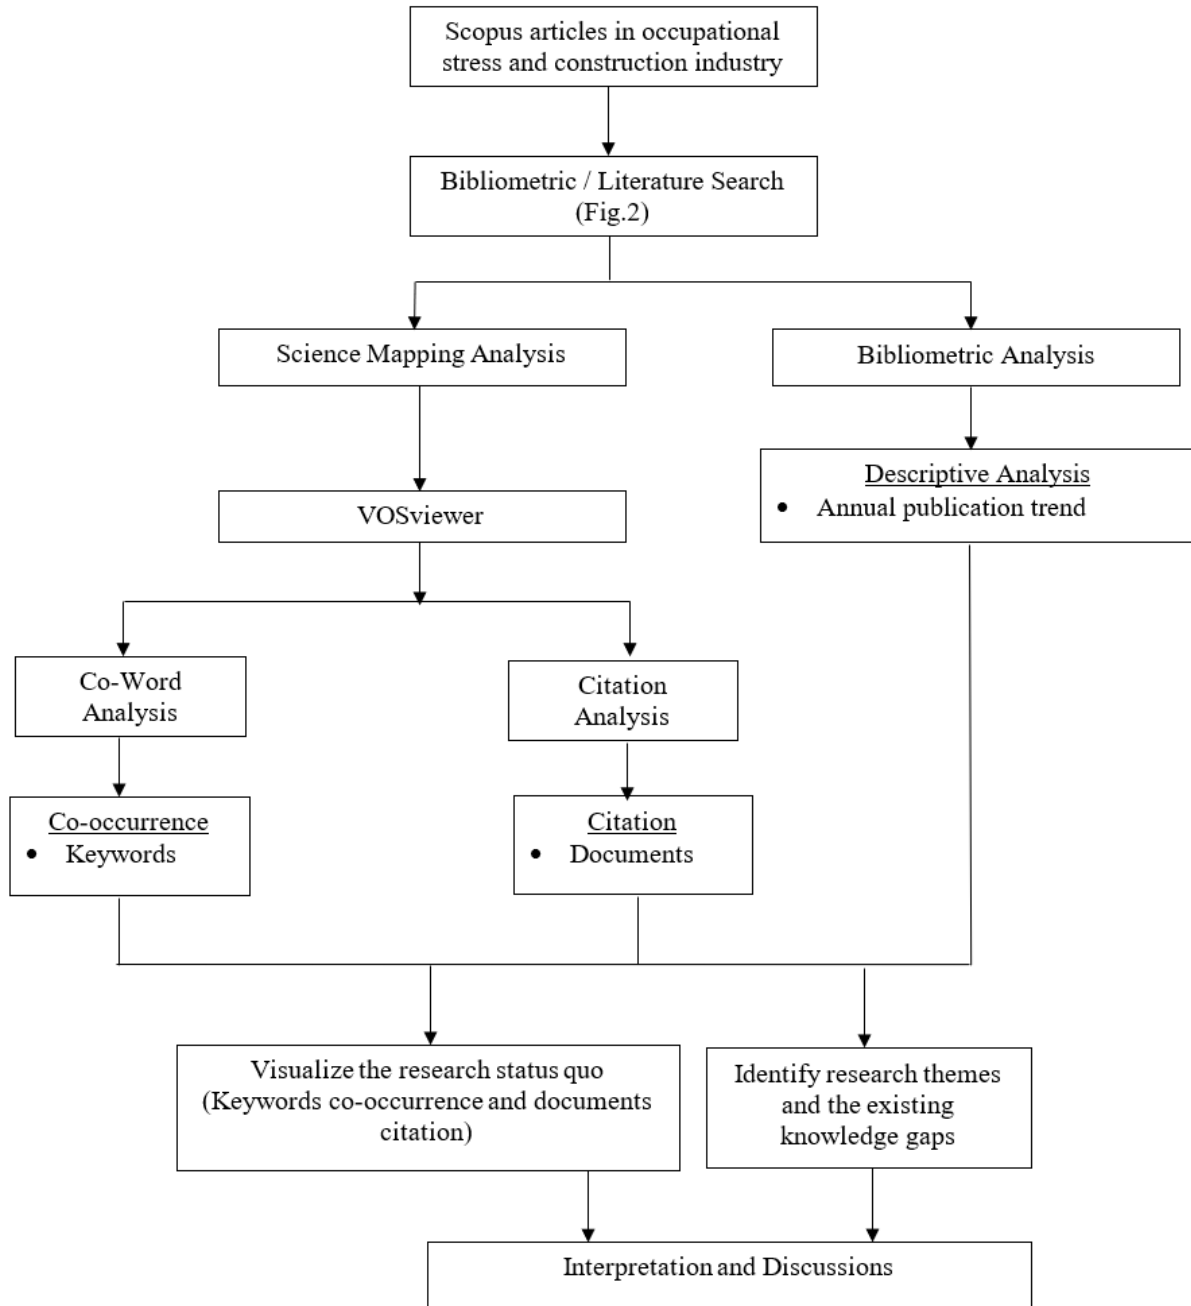 Scopus articles in occupational
stress and construction industry
Bibliometric / Literature Search
(Fig.2)
Science Mapping Analysis
Bibliometric Analysis
Descriptive Analysis
• Annual publication trend
VOSviewer
Co-Word
Analysis
Citation
Analysis
Co-occurrence
• Keywords
Citation
• Documents
Visualize the research status quo
(Keywords co-occurrence and documents
citation)
Identify research themes
and the existing
knowledge gaps
Interpretation and Discussions